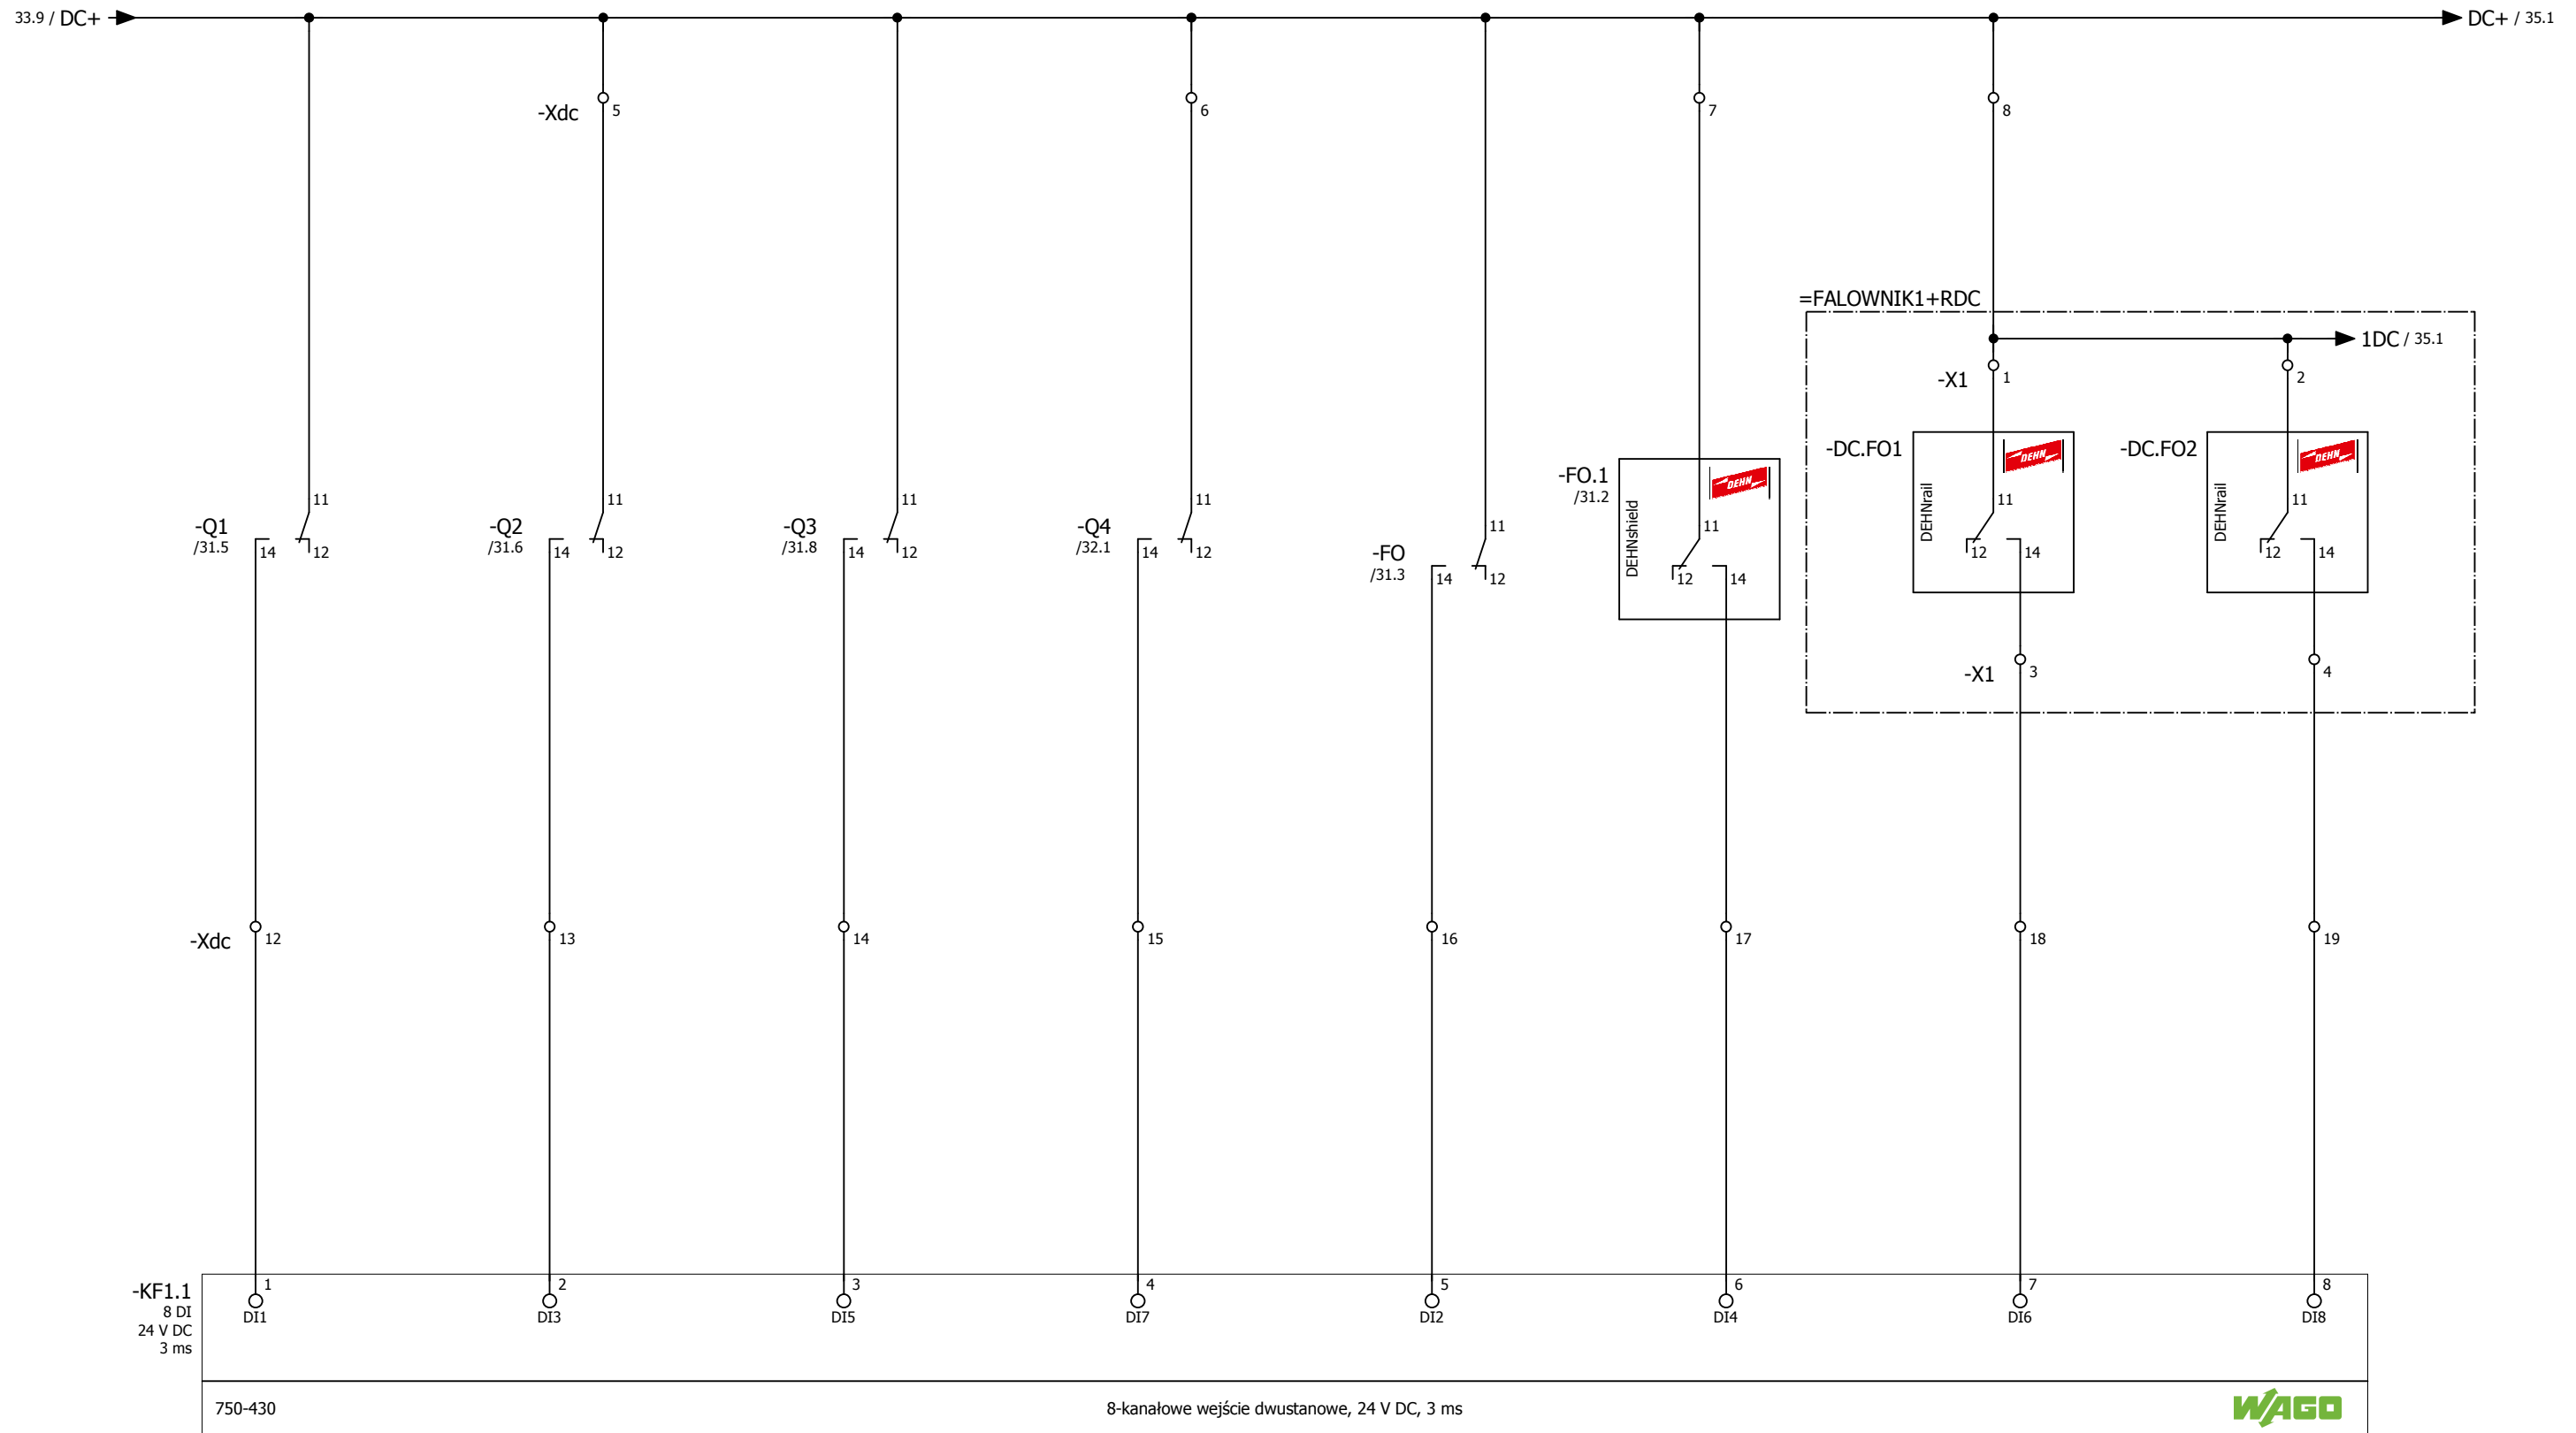 33.9 / DC+
DC+ / 35.1
-Xdc
5
6
7
8
=FALOWNIK1+RDC
1DC / 35.1
-X1
1
2
-Q1
/31.5
11
14
12
-Q2
/31.6
11
14
12
-Q3
/31.8
11
14
12
-Q4
/32.1
11
14
12
-FO
/31.3
11
14
12
-FO.1
/31.2
DEHNshield
DEHN
11
12
14
-DC.FO1
DEHNrail
DEHN
11
12
14
-DC.FO2
DEHNrail
DEHN
11
12
14
-X1
3
4
-Xdc
12
13
14
15
16
17
18
19
-KF1.1
8 DI
24 V DC
3 ms
1
2
3
4
5
6
7
8
DI1
DI3
DI5
DI7
DI2
DI4
DI6
DI8
750-430
8-kanałowe wejście dwustanowe, 24 V DC, 3 ms
WAGO